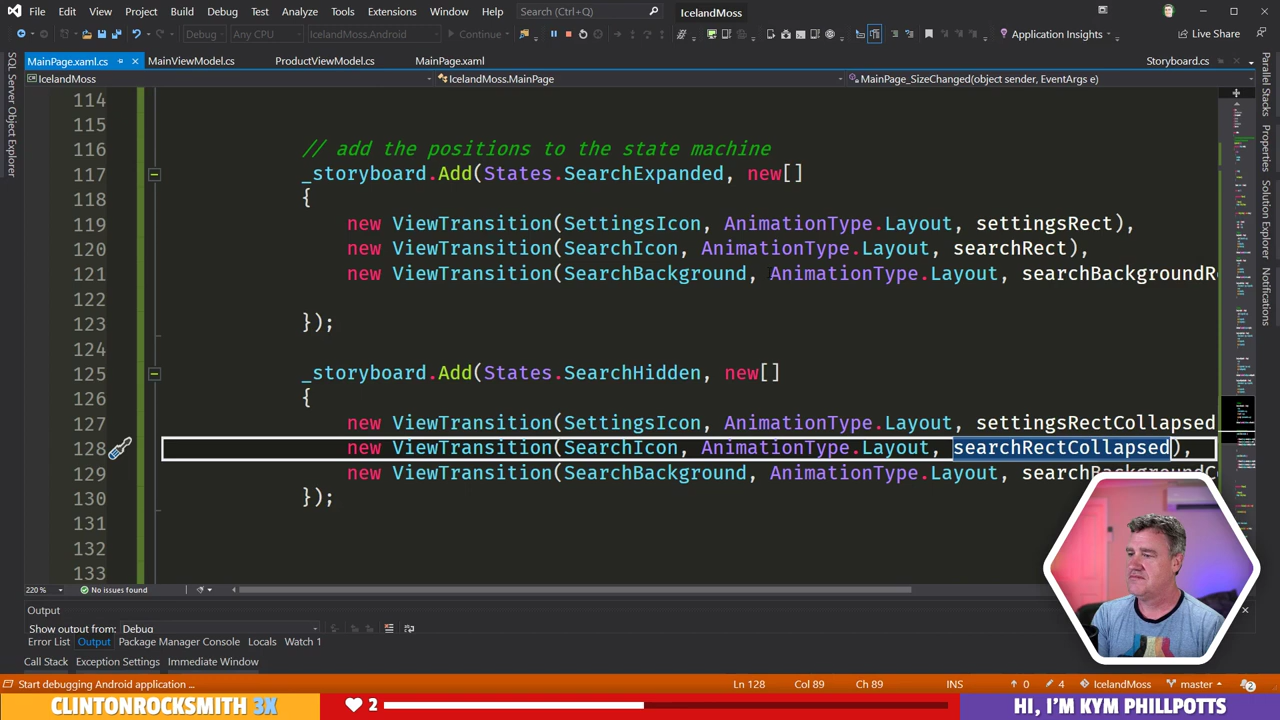 File Edit View Project Build Debug Test Analyze Tools Extensions Window Help Search (Ctrl+Q) IcelandMoss
Debug Any CPU IcelandMoss.Android Continue Application Insights Live Share
MainPage.xaml.cs MainViewModel.cs ProductViewModel.cs MainPage.xaml Storyboard.cs
IcelandMoss IcelandMoss.MainPage MainPage_SizeChanged(object sender, EventArgs e)
SQL Server Object Explorer
Parallel Stacks
Properties
Solution Explorer
Notifications
114
115
116 // add the positions to the state machine
117 _storyboard.Add(States.SearchExpanded, new[]
118 {
119 new ViewTransition(SettingsIcon, AnimationType.Layout, settingsRect),
120 new ViewTransition(SearchIcon, AnimationType.Layout, searchRect),
121 new ViewTransition(SearchBackground, AnimationType.Layout, searchBackgroundR
122
123 });
124
125 _storyboard.Add(States.SearchHidden, new[]
126 {
127 new ViewTransition(SettingsIcon, AnimationType.Layout, settingsRectCollapsed
128 new ViewTransition(SearchIcon, AnimationType.Layout, searchRectCollapsed),
129 new ViewTransition(SearchBackground, AnimationType.Layout, searchBackgroundC
130 });
131
132
133
220 % No issues found
Output
Show output from: Debug
Error List Output Package Manager Console Locals Watch 1
Call Stack Exception Settings Immediate Window
Start debugging Android application ... Ln 128 Col 89 Ch 89 INS 0 4 IcelandMoss master 2
CLINTONROCKSMITH 3X 2 HI, I'M KYM PHILLPOTTS